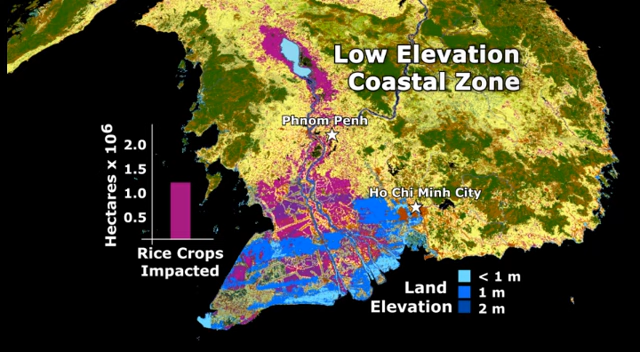 Low Elevation
Coastal Zone
Phnom Penh
Ho Chi Minh City
Hectares x 10⁶
2.0
1.5
1.0
0.5
Rice Crops
Impacted
Land
Elevation
< 1 m
1 m
2 m